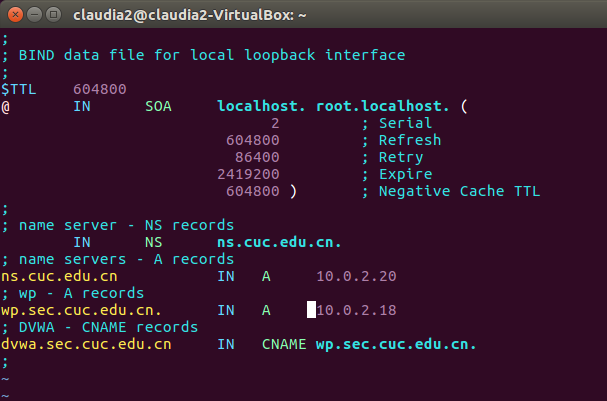 claudia2@claudia2-VirtualBox: ~
;
; BIND data file for local loopback interface
;
$TTL    604800
@       IN      SOA     localhost. root.localhost. (
                              2         ; Serial
                         604800         ; Refresh
                          86400         ; Retry
                        2419200         ; Expire
                         604800 )       ; Negative Cache TTL
;
; name server - NS records
        IN      NS      ns.cuc.edu.cn.
; name servers - A records
ns.cuc.edu.cn           IN   A     10.0.2.20
; wp - A records
wp.sec.cuc.edu.cn.      IN   A     10.0.2.18
; DVWA - CNAME records
dvwa.sec.cuc.edu.cn     IN   CNAME wp.sec.cuc.edu.cn.
;
~
~